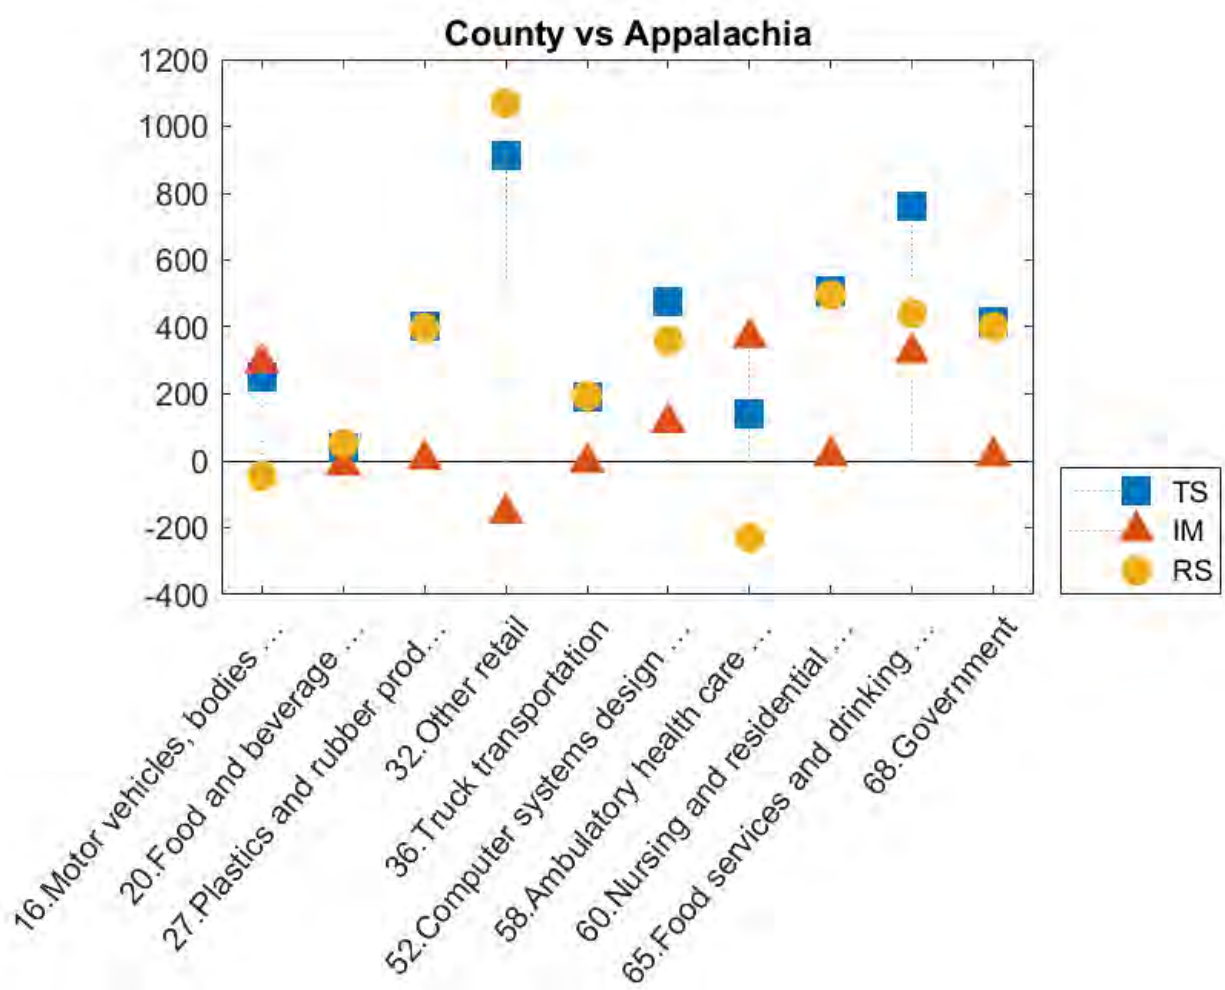 County vs Appalachia
1200
1000
800
600
400
200
0
-200
-400
16.Motor vehicles, bodies ...
20.Food and beverage ...
27.Plastics and rubber prod...
32.Other retail
36.Truck transportation
52.Computer systems design ...
58.Ambulatory health care ...
60.Nursing and residential ...
65.Food services and drinking ...
68.Government
TS
IM
RS